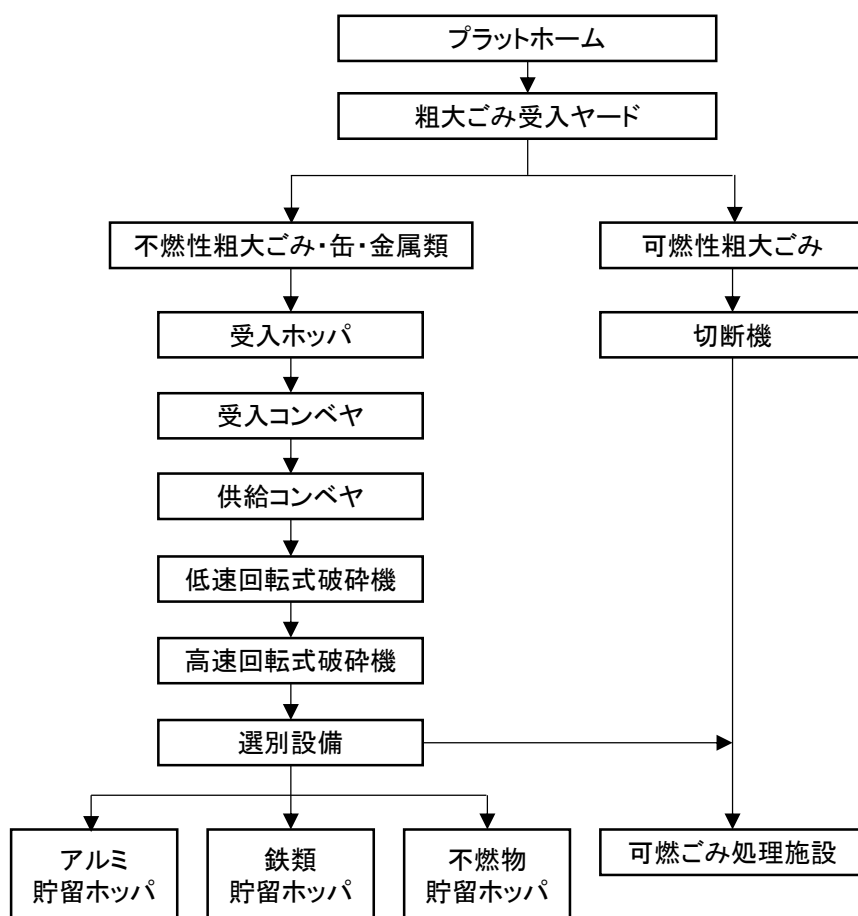 プラットホーム
粗大ごみ受入ヤード
不燃性粗大ごみ・缶・金属類
可燃性粗大ごみ
受入ホッパ
切断機
受入コンベヤ
供給コンベヤ
低速回転式破砕機
高速回転式破砕機
選別設備
アルミ
貯留ホッパ
鉄類
貯留ホッパ
不燃物
貯留ホッパ
可燃ごみ処理施設